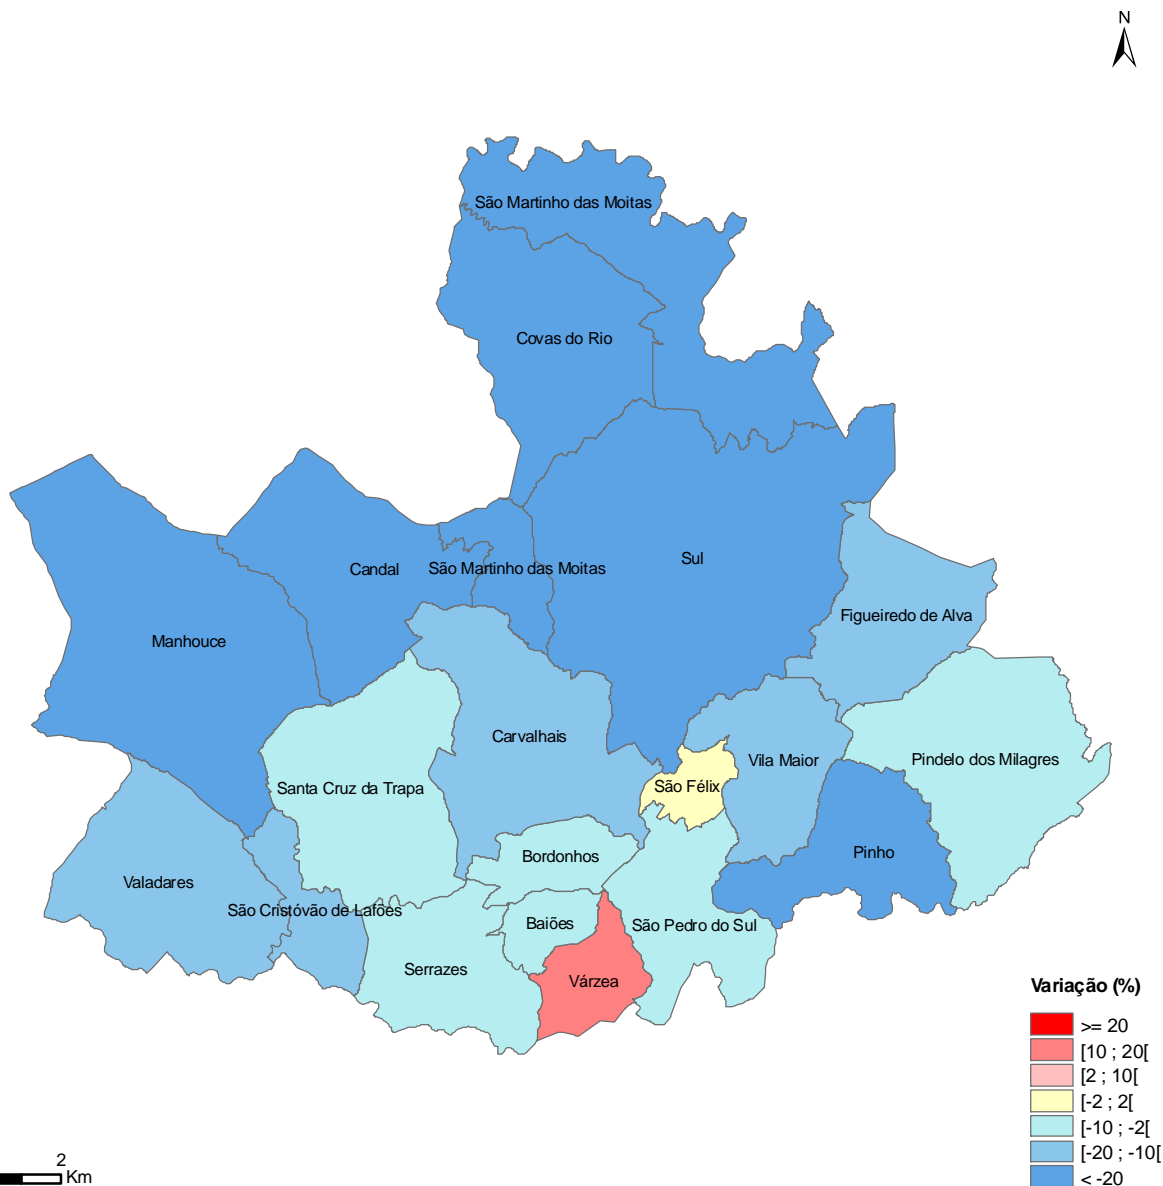 N
São Martinho das Moitas
Covas do Rio
Sul
Candal
São Martinho das Moitas
Figueiredo de Alva
Manhouce
Carvalhais
Vila Maior
Pindelo dos Milagres
São Félix
Santa Cruz da Trapa
Bordonhos
Pinho
Valadares
São Cristóvão de Lafões
Baiões
São Pedro do Sul
Serrazes
Várzea
Variação (%)
>= 20
[10 ; 20[
[2 ; 10[
[-2 ; 2[
[-10 ; -2[
[-20 ; -10[
< -20
2
Km